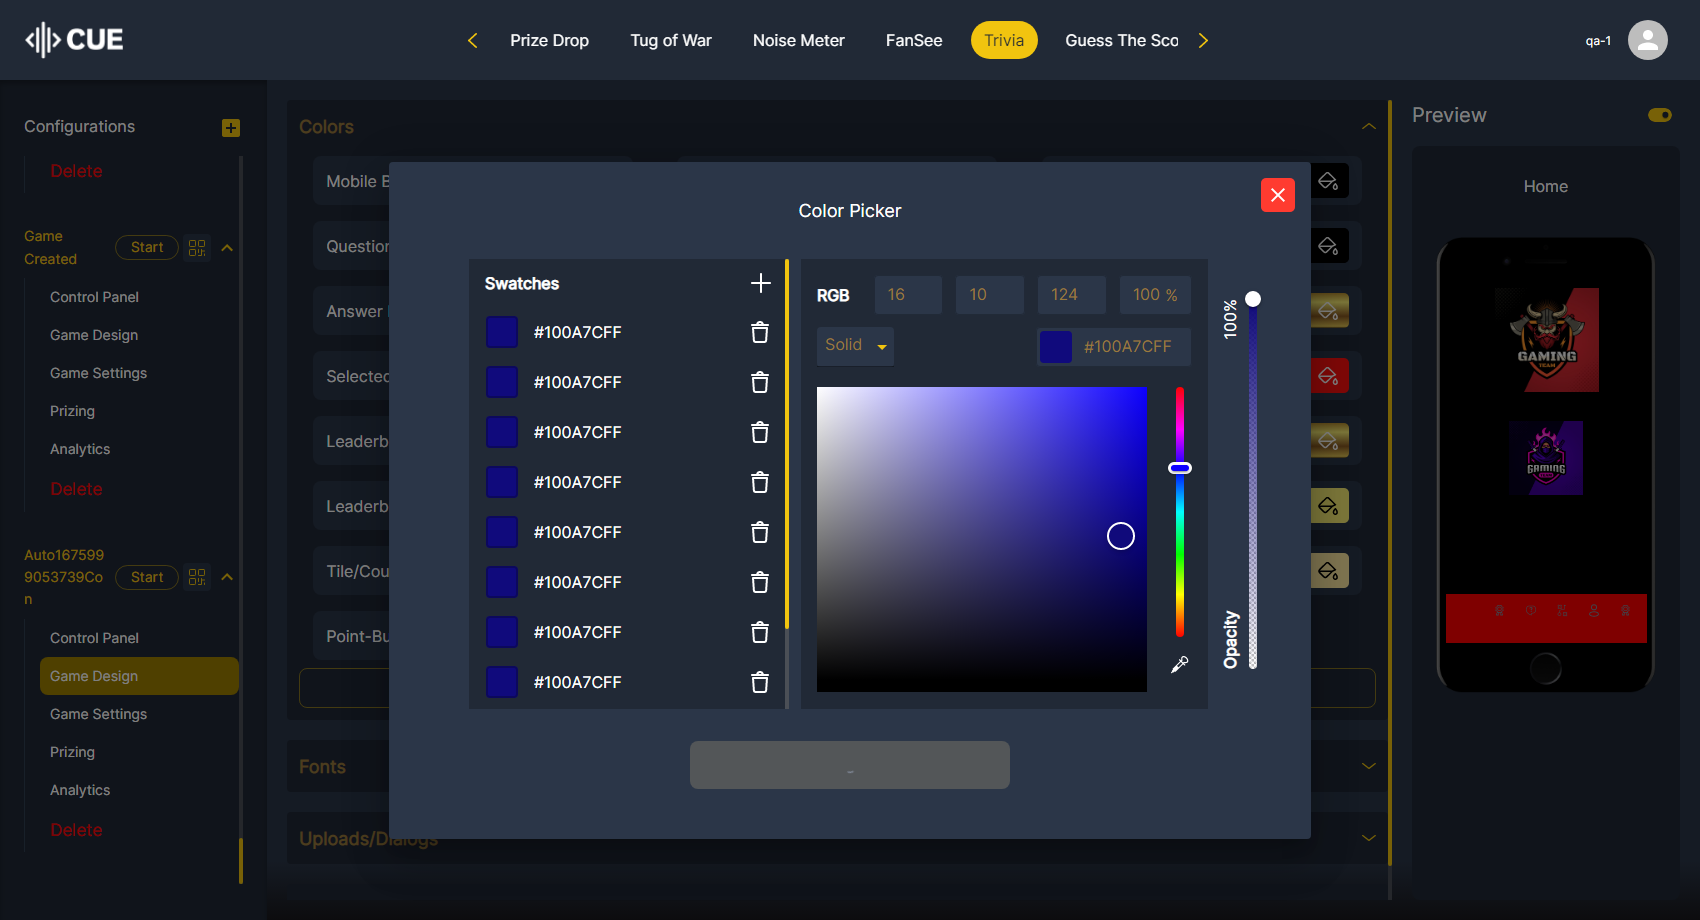 CUE
Prize Drop
Tug of War
Noise Meter
FanSee
Trivia
Guess The Sco
qa-1
Configurations
Delete
Game
Created
Start
Control Panel
Game Design
Game Settings
Prizing
Analytics
Delete
Auto167599
9053739Co
n
Start
Control Panel
Game Design
Game Settings
Prizing
Analytics
Delete
Colors
Mobile B
Question
Answer
Selected
Leaderb
Leaderb
Tile/Cou
Point-Bu
Fonts
Uploads/Dialogs
Color Picker
Swatches
#100A7CFF
#100A7CFF
#100A7CFF
#100A7CFF
#100A7CFF
#100A7CFF
#100A7CFF
#100A7CFF
RGB
16
10
124
100 %
Solid
#100A7CFF
100%
Opacity
Preview
Home
GAMING
TEAM
GAMING